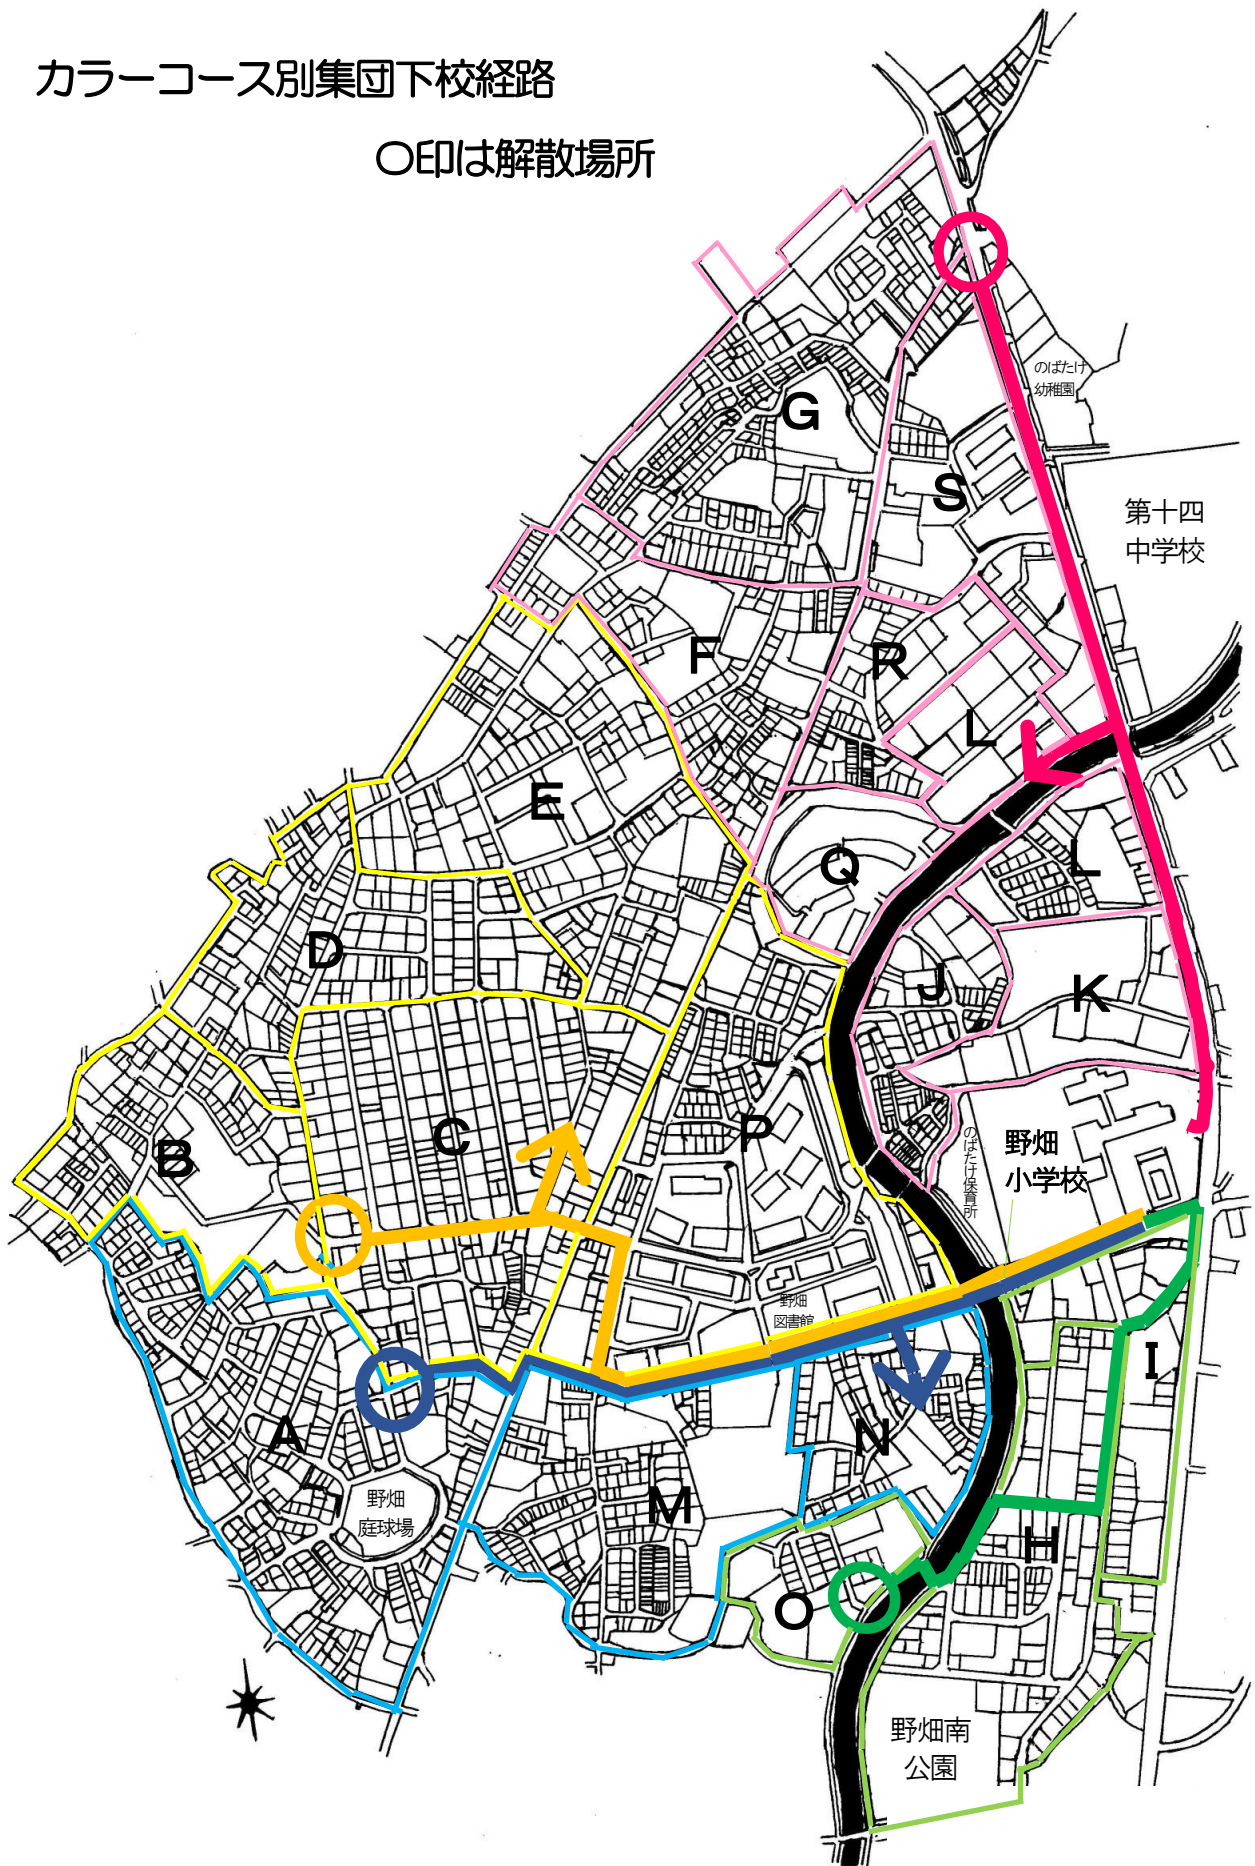 カラーコース別集団下校経路
〇印は解散場所
のばたけ
幼稚園
G
S
第十四
中学校
F
R
L
E
Q
L
D
J
K
B
C
P
のばたけ保育所
野畑
小学校
野畑
図書館
I
A
N
野畑
庭球場
M
H
O
野畑南
公園